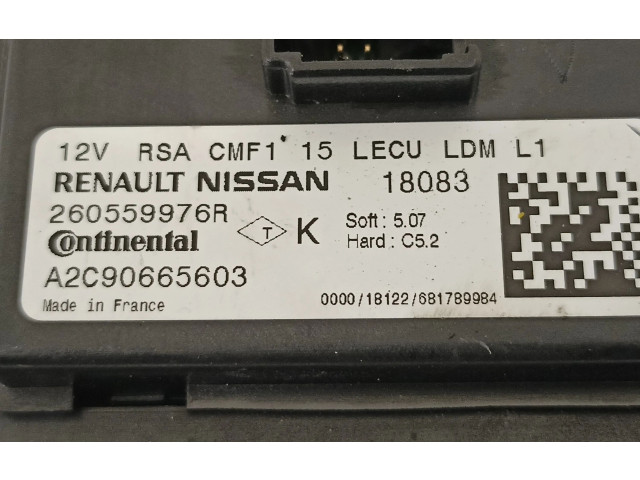 12V RSA CMF1 15 LECU LDM L1
RENAULT NISSAN 18083
260559976R
Continental
T K
Soft : 5.07
Hard : C5.2
A2C90665603
Made in France
0000/18122/681789984